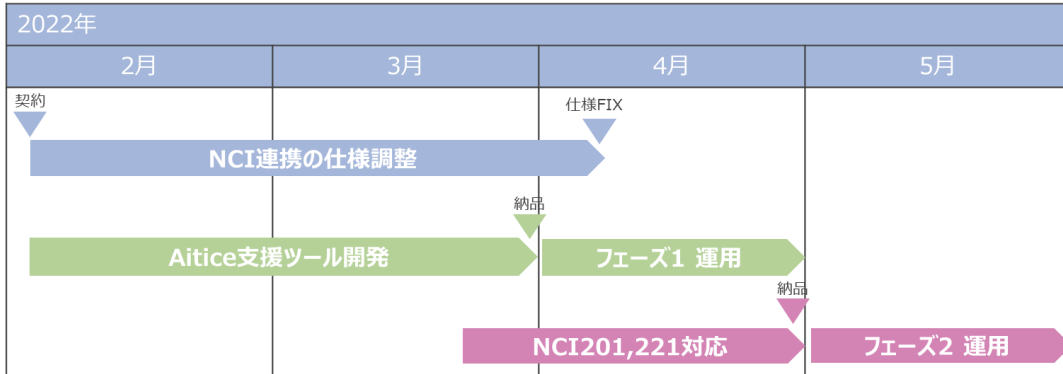 2022年
2月
3月
4月
5月
契約
仕様FIX
NCI連携の仕様調整
納品
Aitice支援ツール開発
フェーズ1 運用
納品
NCI201,221対応
フェーズ2 運用